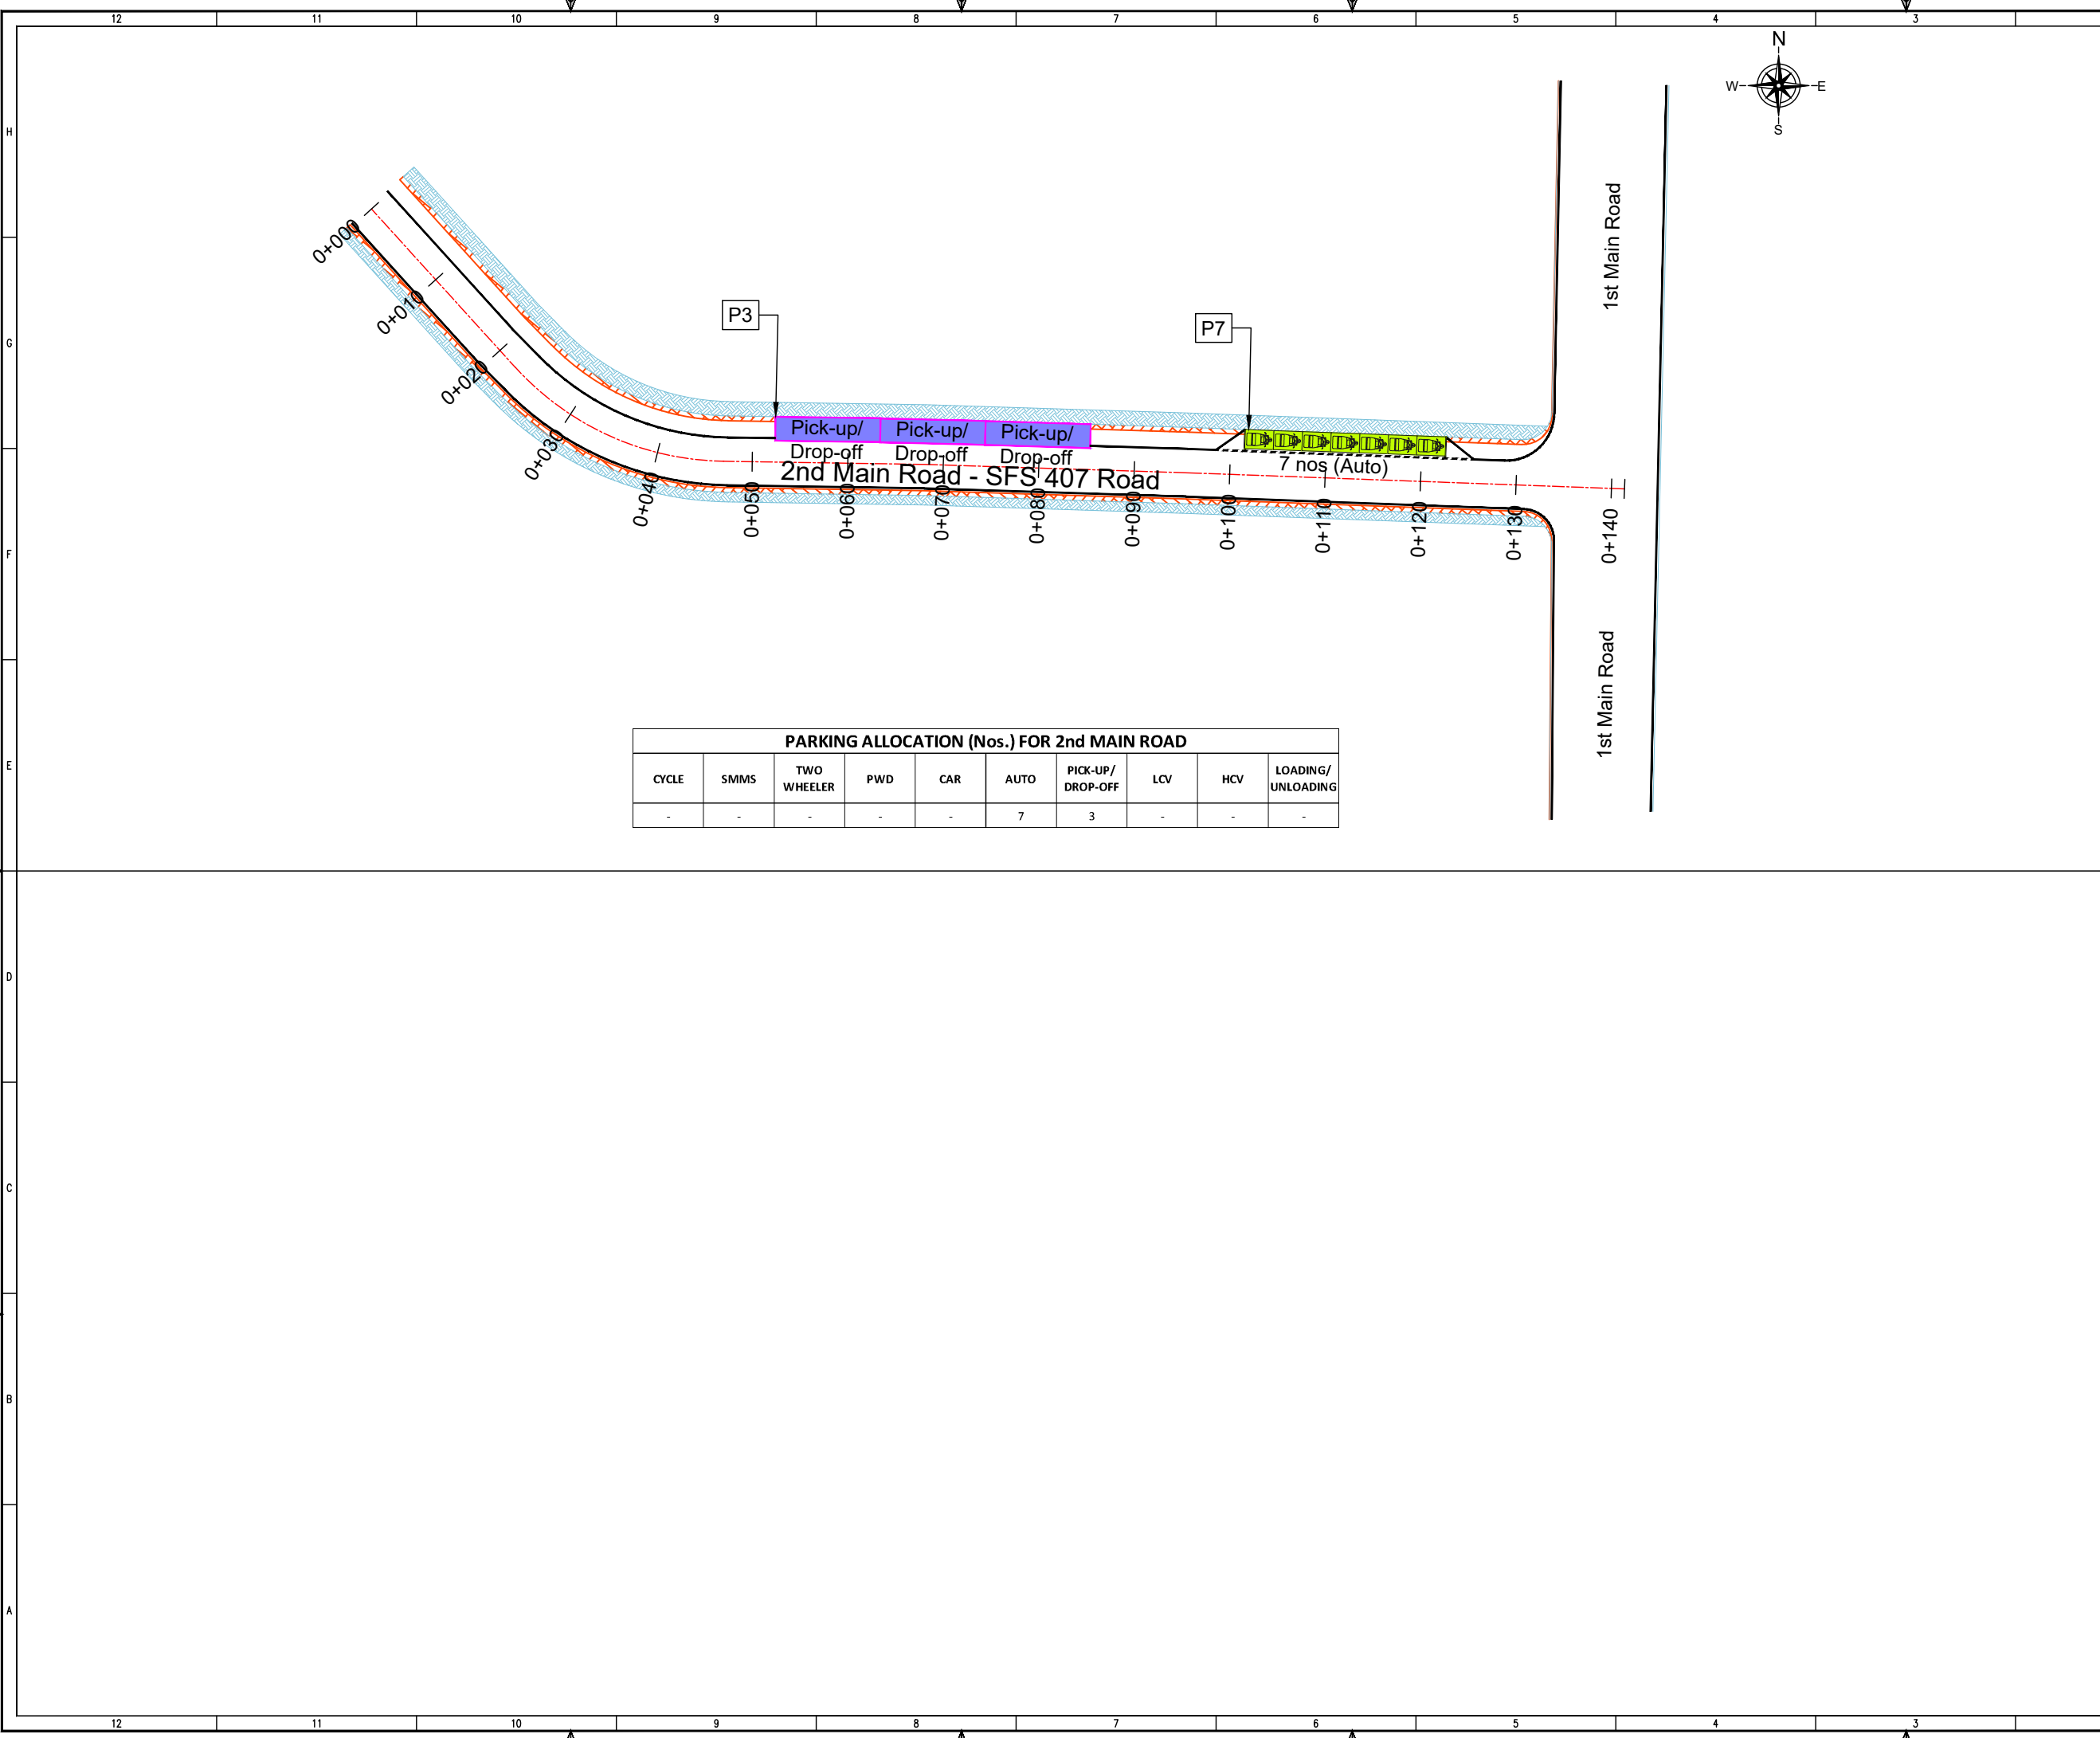 12 11 10 9 8 7 6 5 4 3
N
W E
S
H
G
F
E
D
C
B
A
1st Main Road
1st Main Road
P3
P7
Pick-up/
Drop-off
Pick-up/
Drop-off
Pick-up/
Drop-off
7 nos (Auto)
2nd Main Road - SFS 407 Road
0+000
0+010
0+020
0+030
0+040
0+050
0+060
0+070
0+080
0+090
0+100
0+110
0+120
0+130
0+140
PARKING ALLOCATION (Nos.) FOR 2nd MAIN ROAD
CYCLE SMMS TWO WHEELER PWD CAR AUTO PICK-UP/ DROP-OFF LCV HCV LOADING/ UNLOADING
- - - - - 7 3 - - -
12 11 10 9 8 7 6 5 4 3